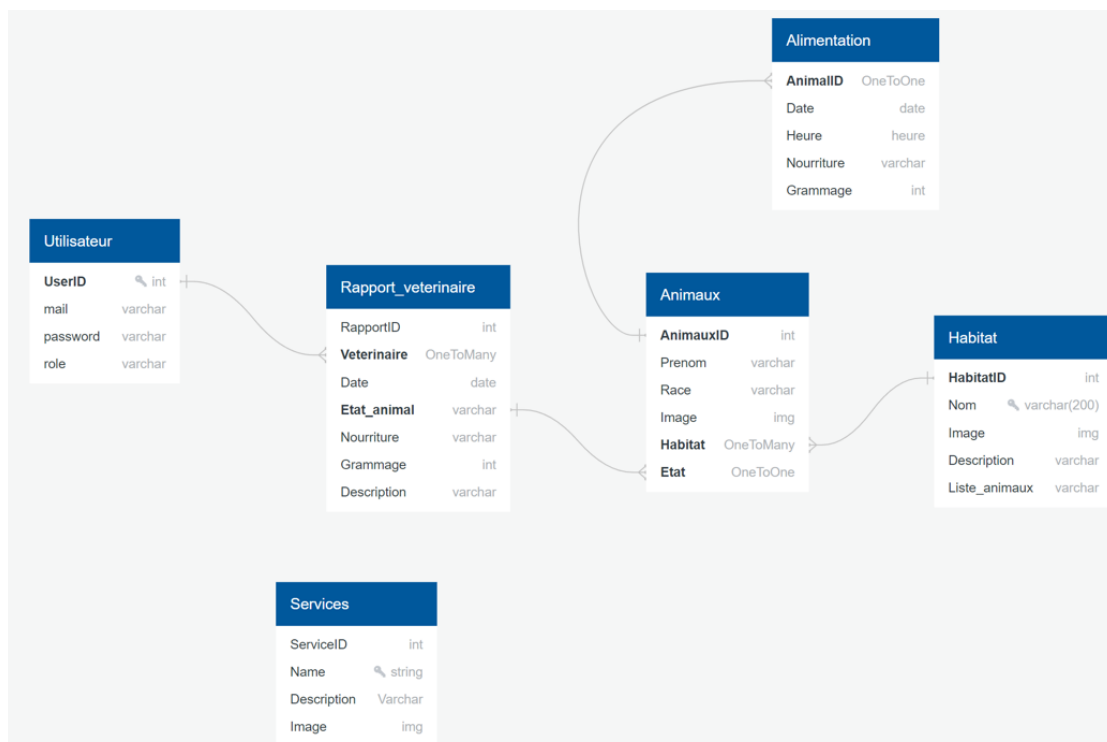 Alimentation
AnimalID OneToOne
Date date
Heure heure
Nourriture varchar
Grammage int
Utilisateur
UserID int
mail varchar
password varchar
role varchar
Rapport_veterinaire
RapportID int
Veterinaire OneToMany
Date date
Etat_animal varchar
Nourriture varchar
Grammage int
Description varchar
Animaux
AnimauxID int
Prenom varchar
Race varchar
Image img
Habitat OneToMany
Etat OneToOne
Habitat
HabitatID int
Nom varchar(200)
Image img
Description varchar
Liste_animaux varchar
Services
ServiceID int
Name string
Description Varchar
Image img